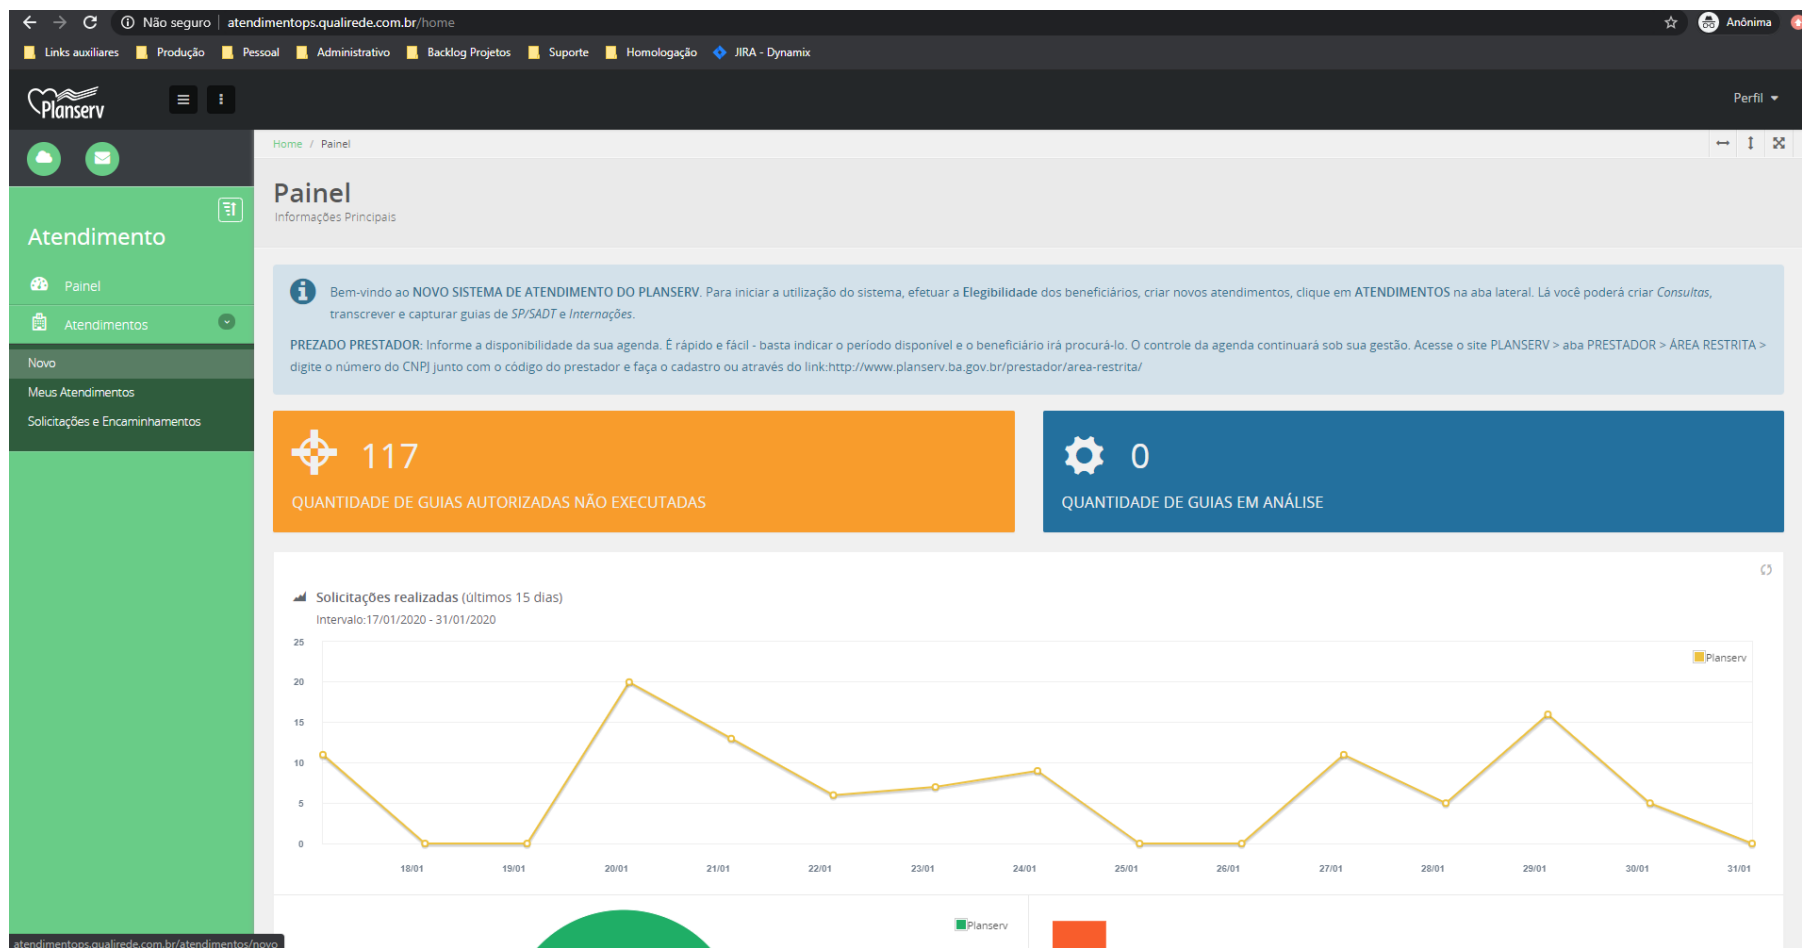 Não seguro | atendimentops.qualirede.com.br/home
Anônima
Links auxiliares Produção Pessoal Administrativo Backlog Projetos Suporte Homologação JIRA - Dynamix
Planserv
Perfil
Home / Painel
Painel
Informações Principais
Atendimento
Painel
Atendimentos
Novo
Meus Atendimentos
Solicitações e Encaminhamentos
Bem-vindo ao NOVO SISTEMA DE ATENDIMENTO DO PLANSERV. Para iniciar a utilização do sistema, efetuar a Elegibilidade dos beneficiários, criar novos atendimentos, clique em ATENDIMENTOS na aba lateral. Lá você poderá criar Consultas,
transcrever e capturar guias de SP/SADT e Internações.
PREZADO PRESTADOR: Informe a disponibilidade da sua agenda. É rápido e fácil - basta indicar o período disponível e o beneficiário irá procurá-lo. O controle da agenda continuará sob sua gestão. Acesse o site PLANSERV > aba PRESTADOR > ÁREA RESTRITA >
digite o número do CNPJ junto com o código do prestador e faça o cadastro ou através do link:http://www.planserv.ba.gov.br/prestador/area-restrita/
117
QUANTIDADE DE GUIAS AUTORIZADAS NÃO EXECUTADAS
0
QUANTIDADE DE GUIAS EM ANÁLISE
Solicitações realizadas (últimos 15 dias)
Intervalo:17/01/2020 - 31/01/2020
Planserv
25
20
15
10
5
0
18/01 19/01 20/01 21/01 22/01 23/01 24/01 25/01 26/01 27/01 28/01 29/01 30/01 31/01
Planserv
atendimentops.qualirede.com.br/atendimentos/novo